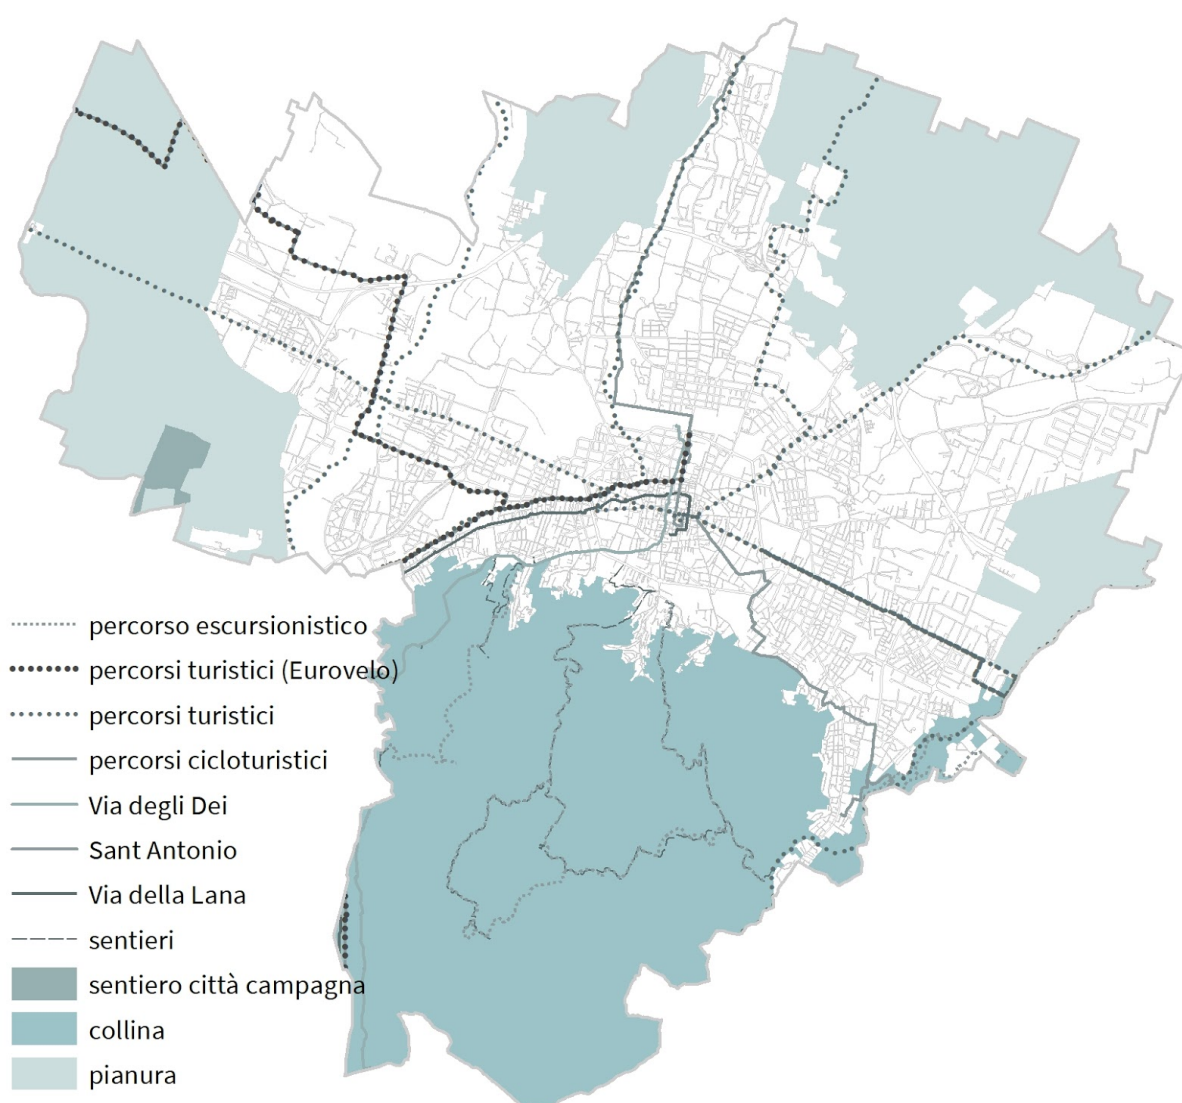 percorso escursionistico
percorsi turistici (Eurovelo)
percorsi turistici
percorsi cicloturistici
Via degli Dei
Sant Antonio
Via della Lana
sentieri
sentiero città campagna
collina
pianura